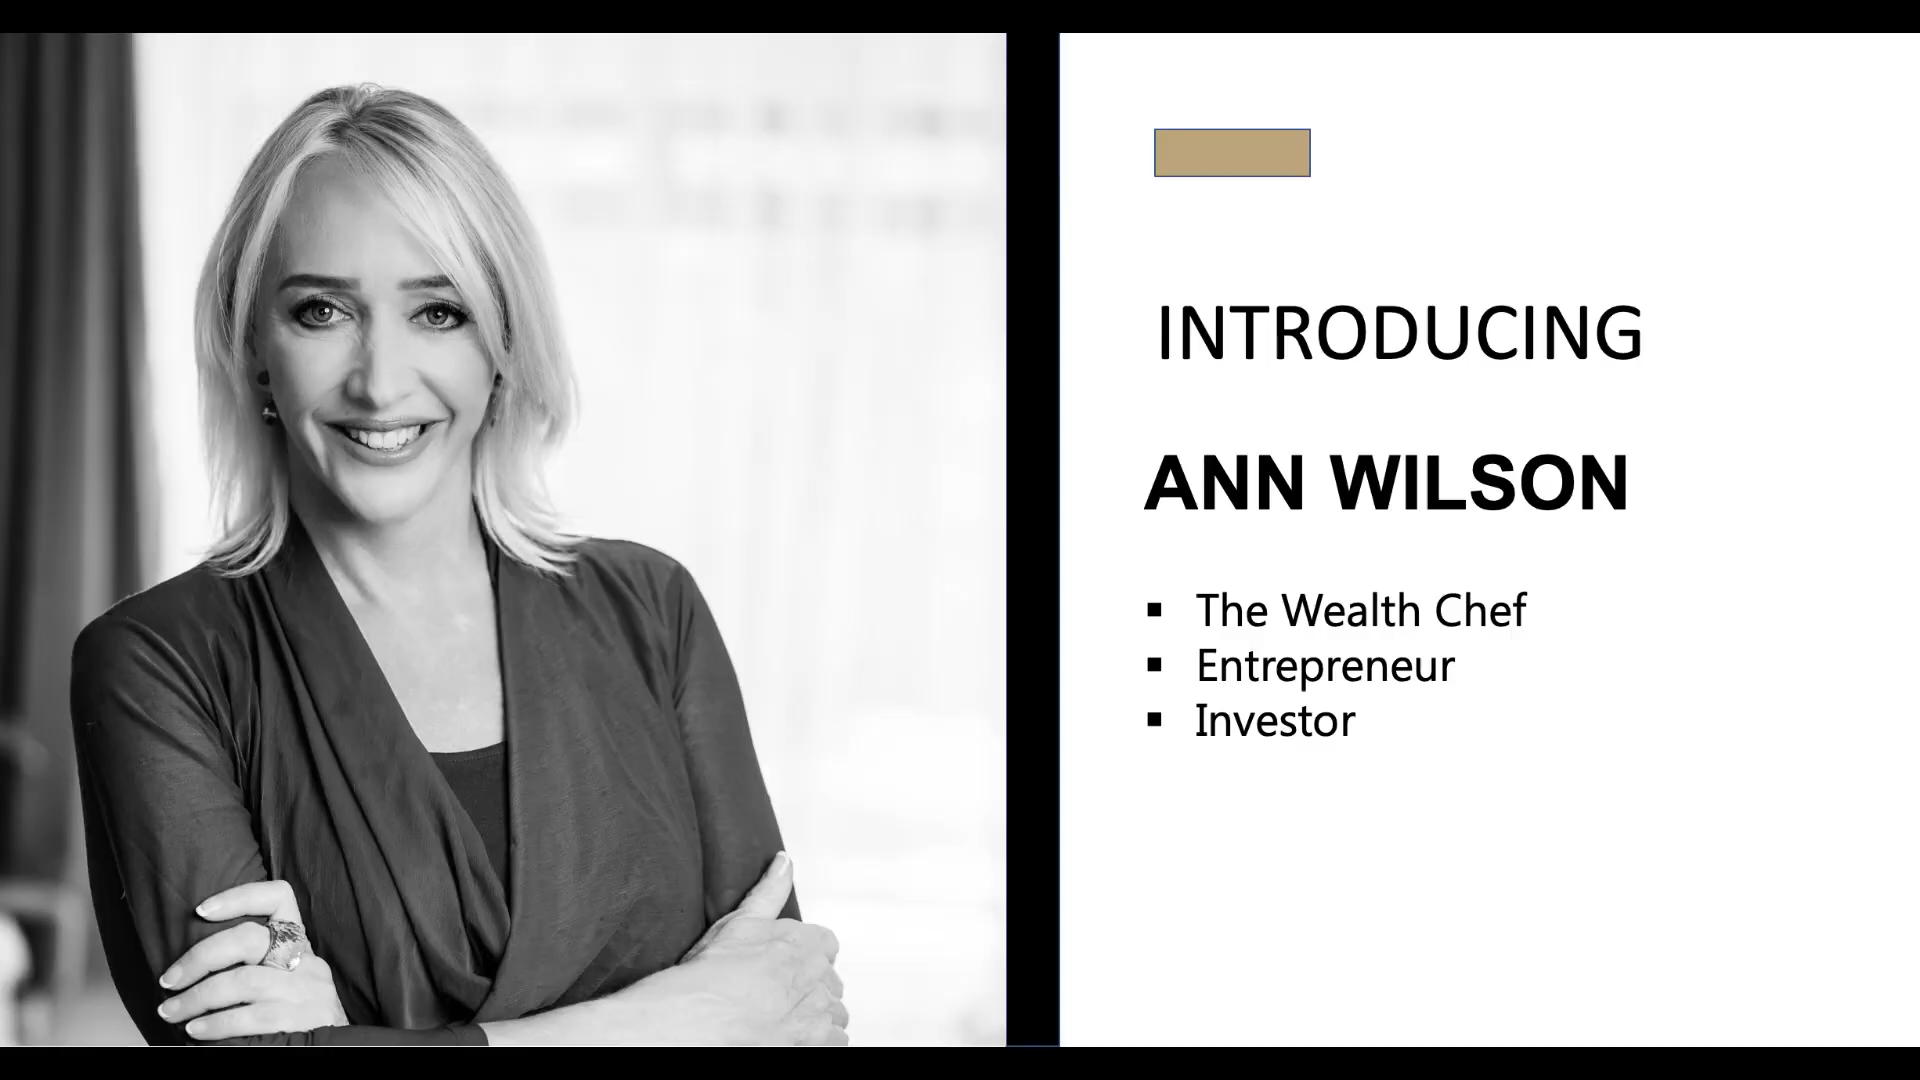 INTRODUCING
ANN WILSON
▪ The Wealth Chef
▪ Entrepreneur
▪ Investor